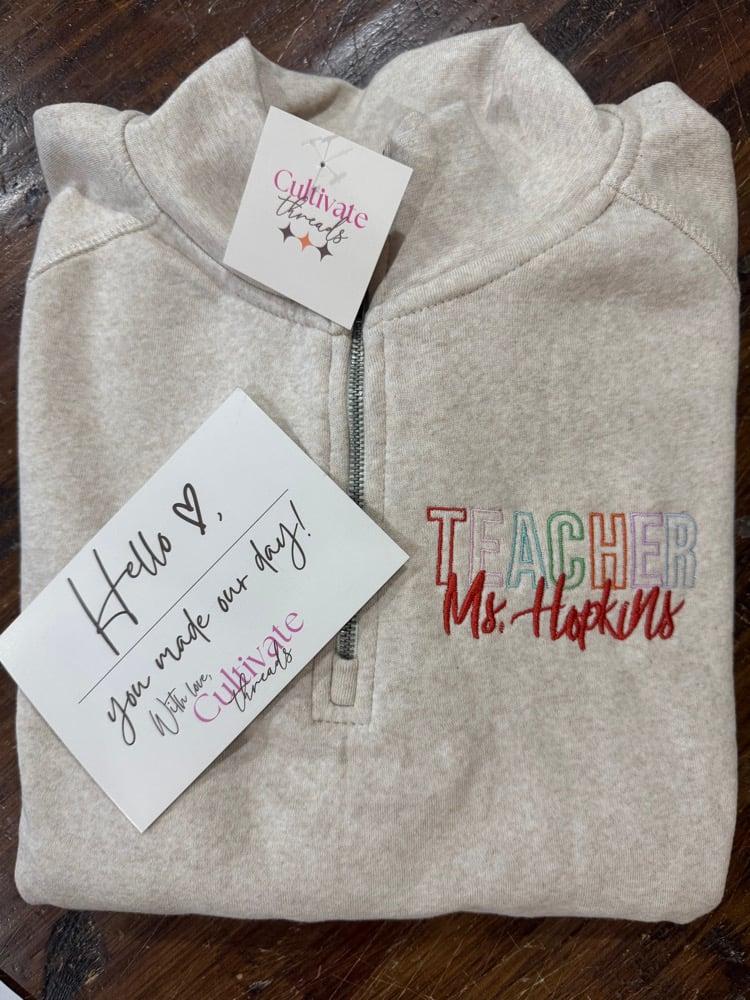 Cultivate
threads
Hello ♡,
you made our day!
With love,
Cultivate
threads
TEACHER
Ms. Hopkins